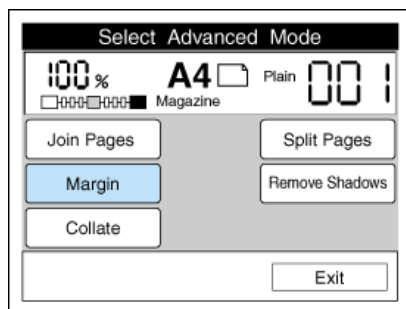 Select Advanced Mode
100 % A4 Plain 001
Magazine
Join Pages Split Pages
Margin Remove Shadows
Collate
Exit